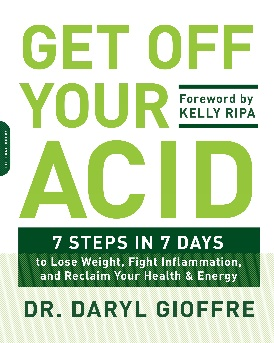 GET OFF
YOUR
Foreword by
KELLY RIPA
ACID
7 STEPS IN 7 DAYS
to Lose Weight, Fight Inflammation,
and Reclaim Your Health & Energy
DR. DARYL GIOFFRE